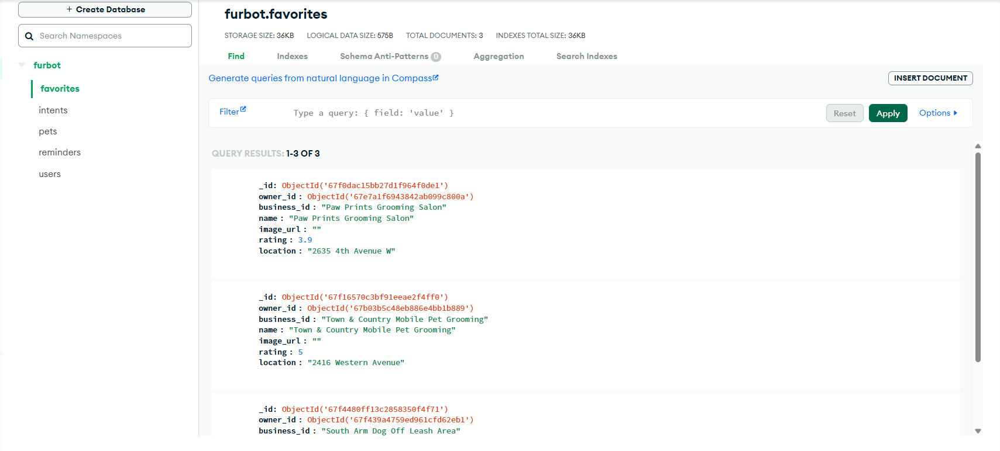 + Create Database
Search Namespaces
furbot
favorites
intents
pets
reminders
users
furbot.favorites
STORAGE SIZE: 36KB LOGICAL DATA SIZE: 575B TOTAL DOCUMENTS: 3 INDEXES TOTAL SIZE: 36KB
Find Indexes Schema Anti-Patterns 0 Aggregation Search Indexes
Generate queries from natural language in Compass
INSERT DOCUMENT
Filter Type a query: { field: 'value' } Reset Apply Options
QUERY RESULTS: 1-3 OF 3
_id: ObjectId('67f0dac15bb27d1f964f0de1')
owner_id : ObjectId('67e7a1f6943842ab099c800a')
business_id : "Paw Prints Grooming Salon"
name : "Paw Prints Grooming Salon"
image_url : ""
rating : 3.9
location : "2635 4th Avenue W"
_id: ObjectId('67f16570c3bf91eeae2f4ff0')
owner_id : ObjectId('67b03b5c48eb886e4bb1b889')
business_id : "Town & Country Mobile Pet Grooming"
name : "Town & Country Mobile Pet Grooming"
image_url : ""
rating : 5
location : "2416 Western Avenue"
_id: ObjectId('67f4480ff13c2858350f4f71')
owner_id : ObjectId('67f439a4759ed961cfd62eb1')
business_id : "South Arm Dog Off Leash Area"